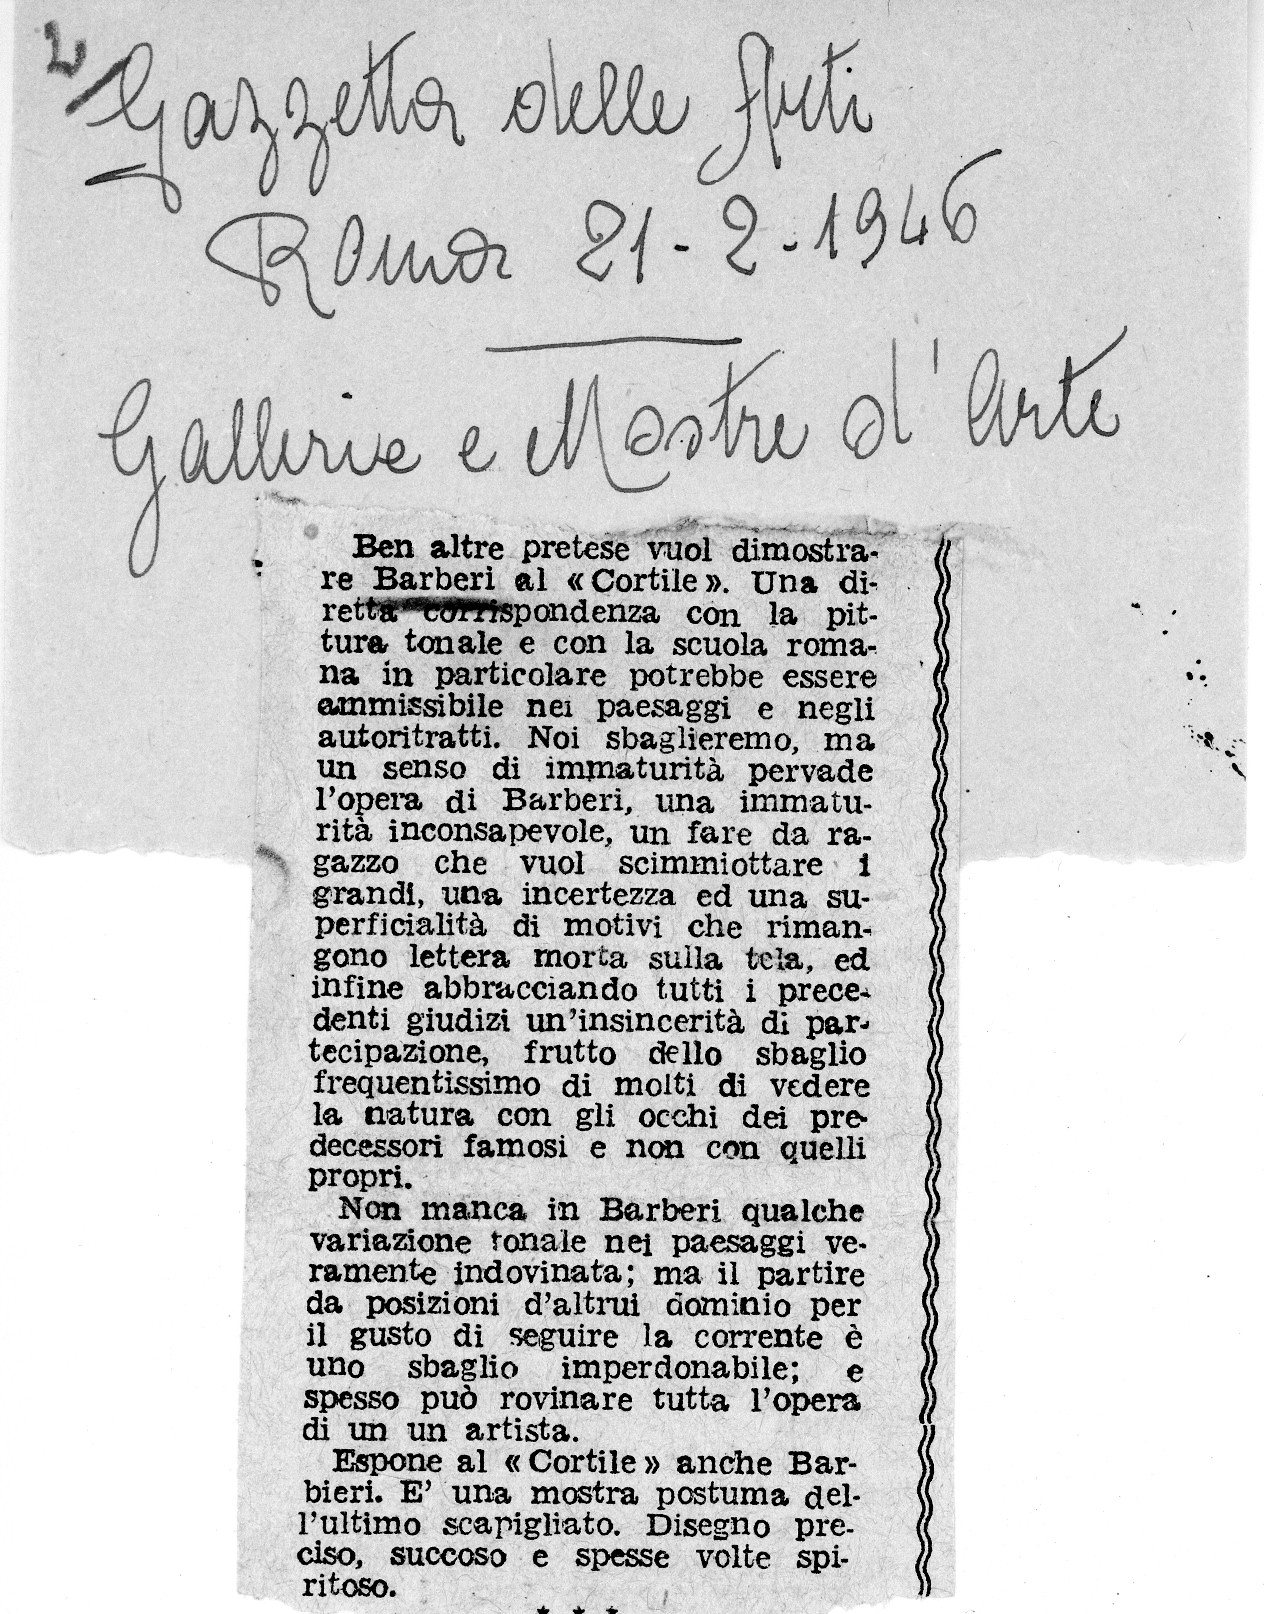 2
Gazzetta delle Arti
Roma 21-2-1946
Gallerie e Mostre d'Arte
Ben altre pretese vuol dimostra-
re Barberi al « Cortile ». Una di-
retta corrispondenza con la pit-
tura tonale e con la scuola roma-
na in particolare potrebbe essere
ammissibile nei paesaggi e negli
autoritratti. Noi sbaglieremo, ma
un senso di immaturità pervade
l'opera di Barberi, una immatu-
rità inconsapevole, un fare da ra-
gazzo che vuol scimmiottare i
grandi, una incertezza ed una su-
perficialità di motivi che riman-
gono lettera morta sulla tela, ed
infine abbracciando tutti i prece-
denti giudizi un'insincerità di par-
tecipazione, frutto dello sbaglio
frequentissimo di molti di vedere
la natura con gli occhi dei pre-
decessori famosi e non con quelli
propri.
Non manca in Barberi qualche
variazione tonale nei paesaggi ve-
ramente indovinata; ma il partire
da posizioni d'altrui dominio per
il gusto di seguire la corrente è
uno sbaglio imperdonabile; e
spesso può rovinare tutta l'opera
di un un artista.
Espone al « Cortile » anche Bar-
bieri. E' una mostra postuma del-
l'ultimo scapigliato. Disegno pre-
ciso, succoso e spesse volte spi-
ritoso.
* * *